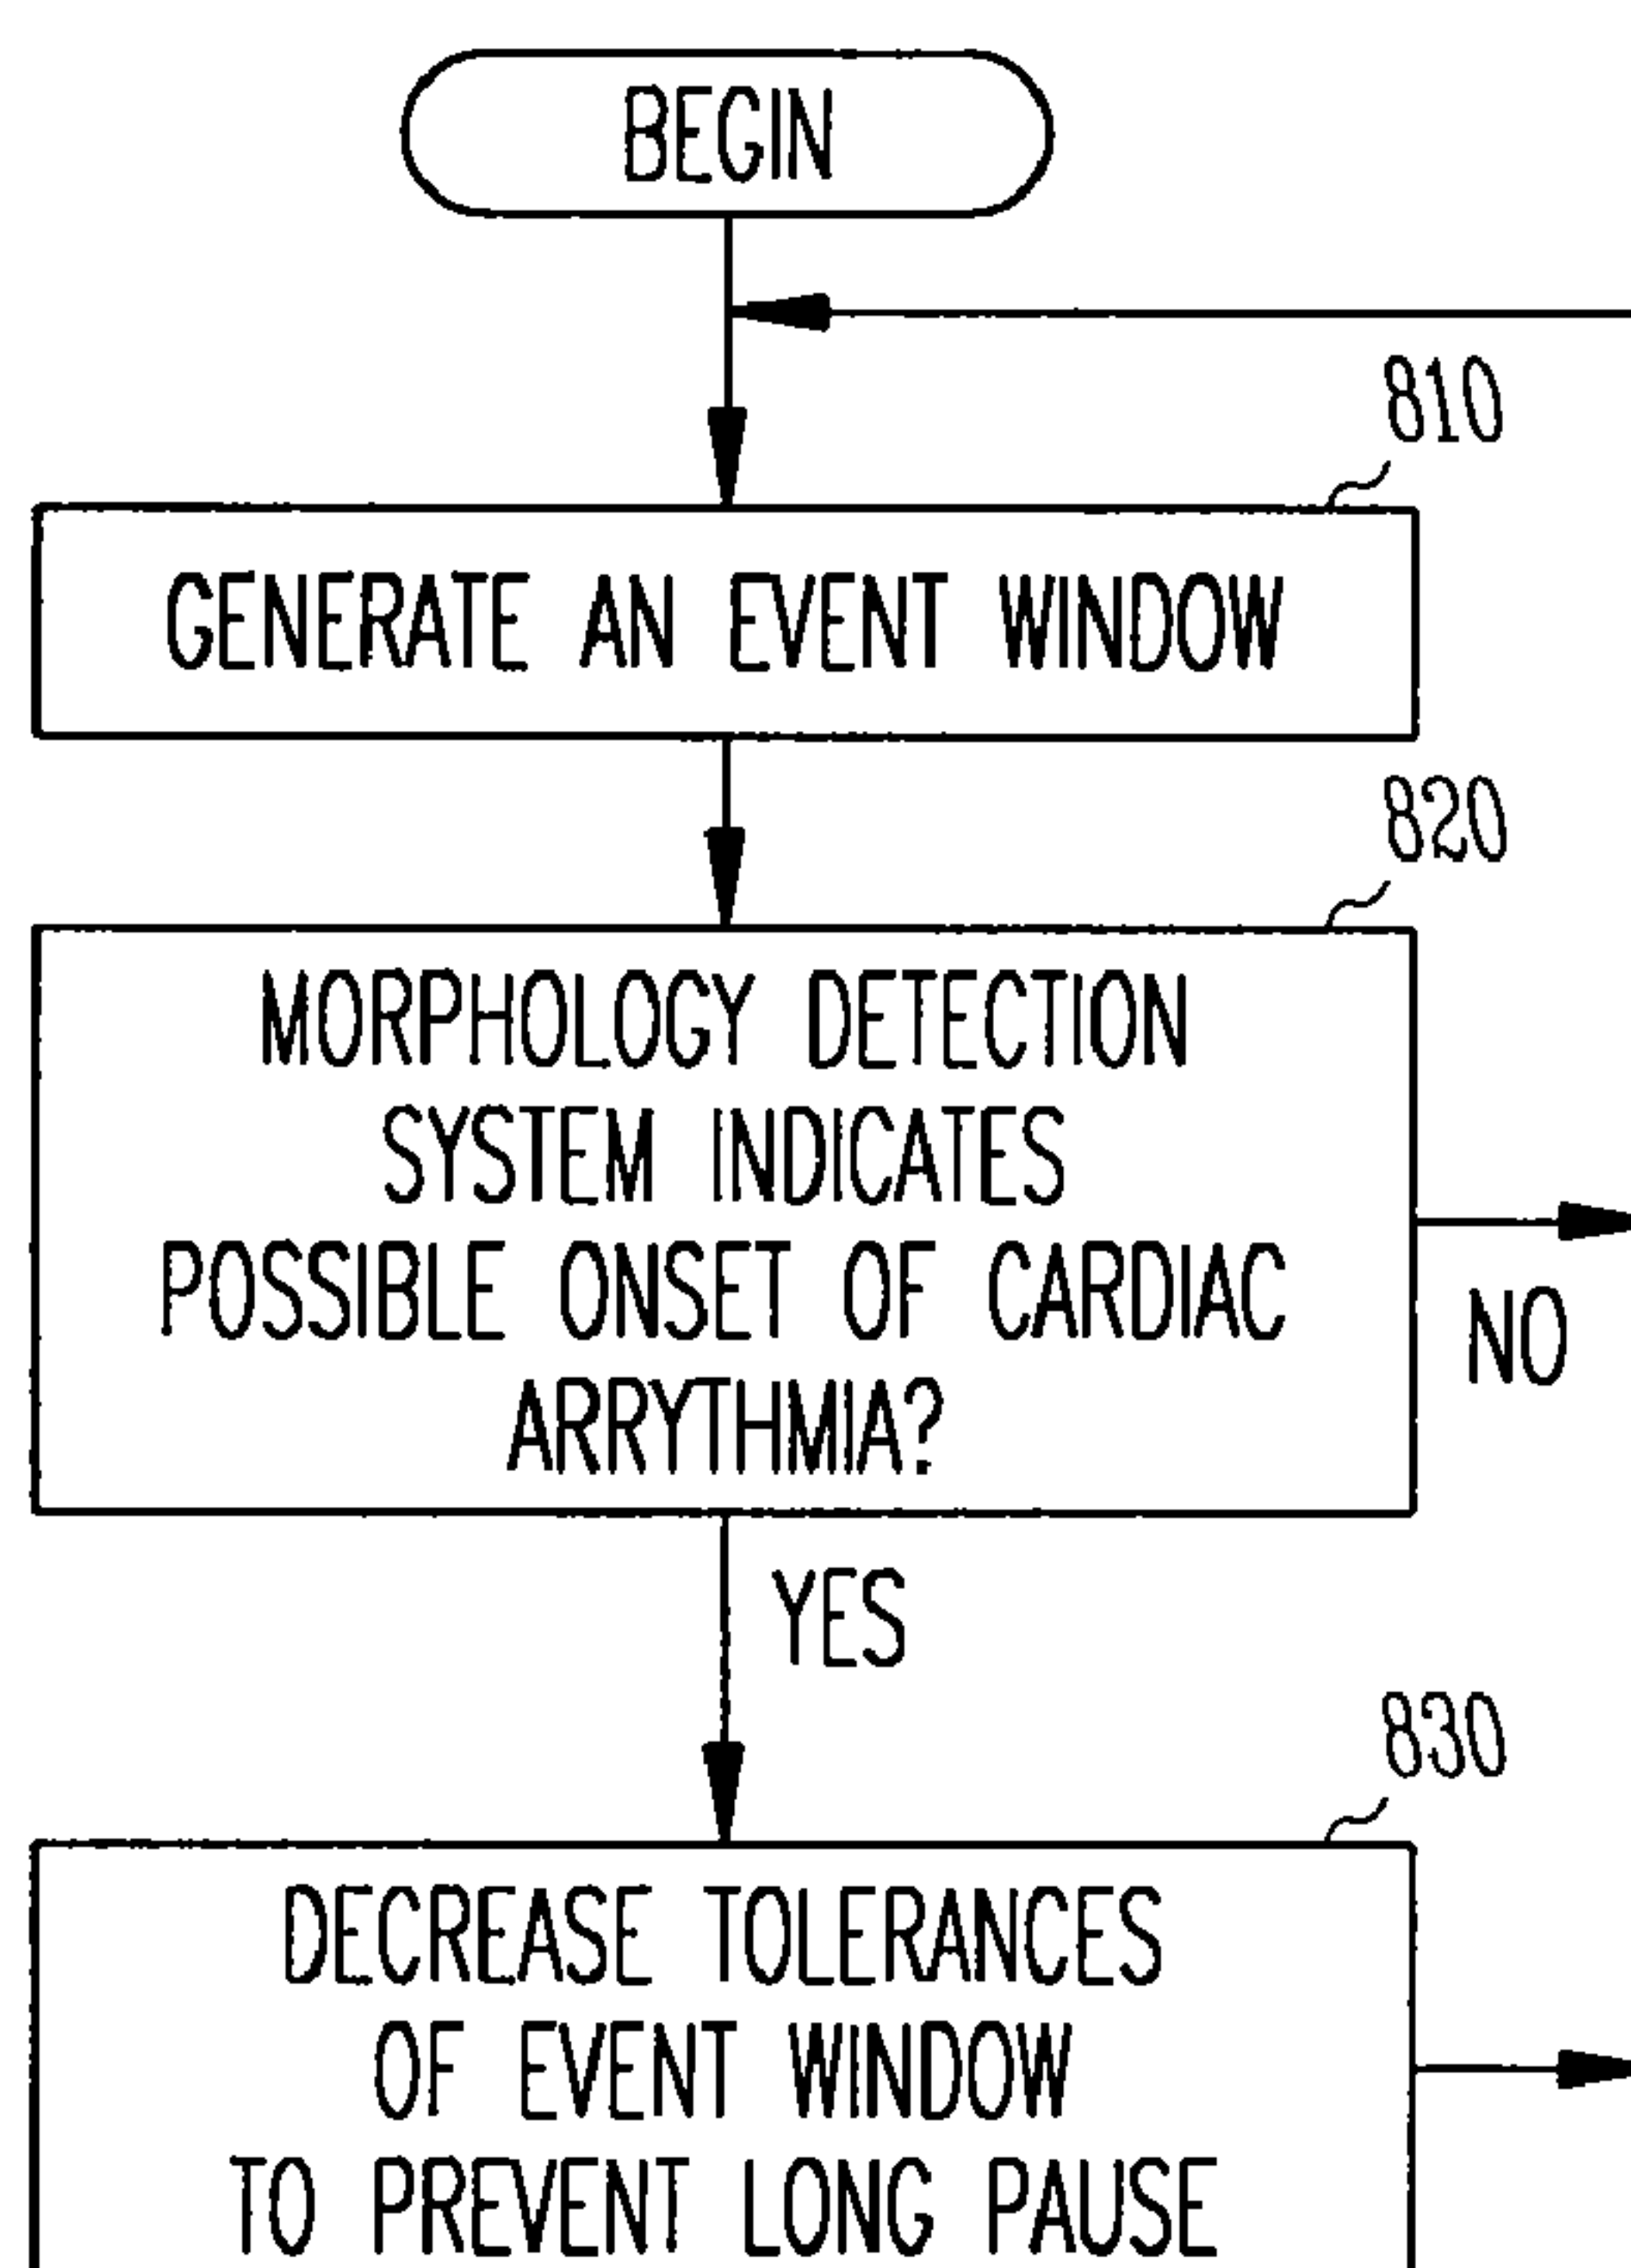 BEGIN
810
GENERATE AN EVENT WINDOW
820
MORPHOLOGY DETECTION
SYSTEM INDICATES
POSSIBLE ONSET OF CARDIAC
ARRYTHMIA?
NO
YES
830
DECREASE TOLERANCES
OF EVENT WINDOW
TO PREVENT LONG PAUSE